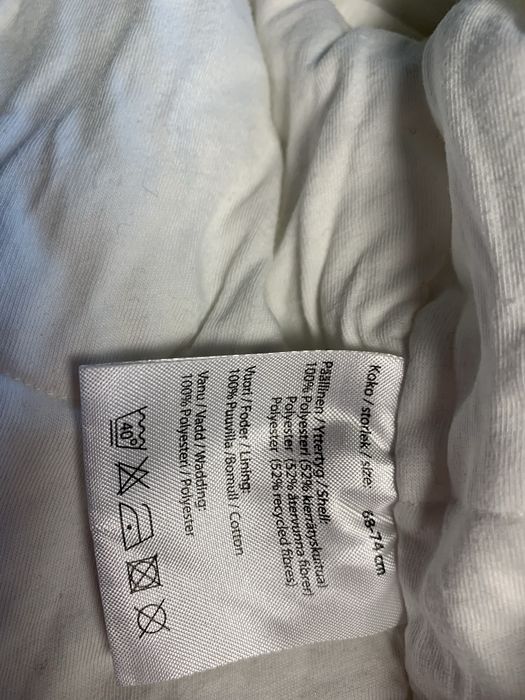 Koko / storlek / size: 68-74 cm
Päällinen / Yttertyg / Shell:
100% Polyesteri (52% kierrätyskuitua)
Polyester (52% återvunna fibrer)
Polyester (52% recycled fibres)
Vuori / Foder / Lining:
100% Puuvilla /Bomull / Cotton
Vanu / Vadd / Wadding:
100% Polyesteri / Polyester
40°